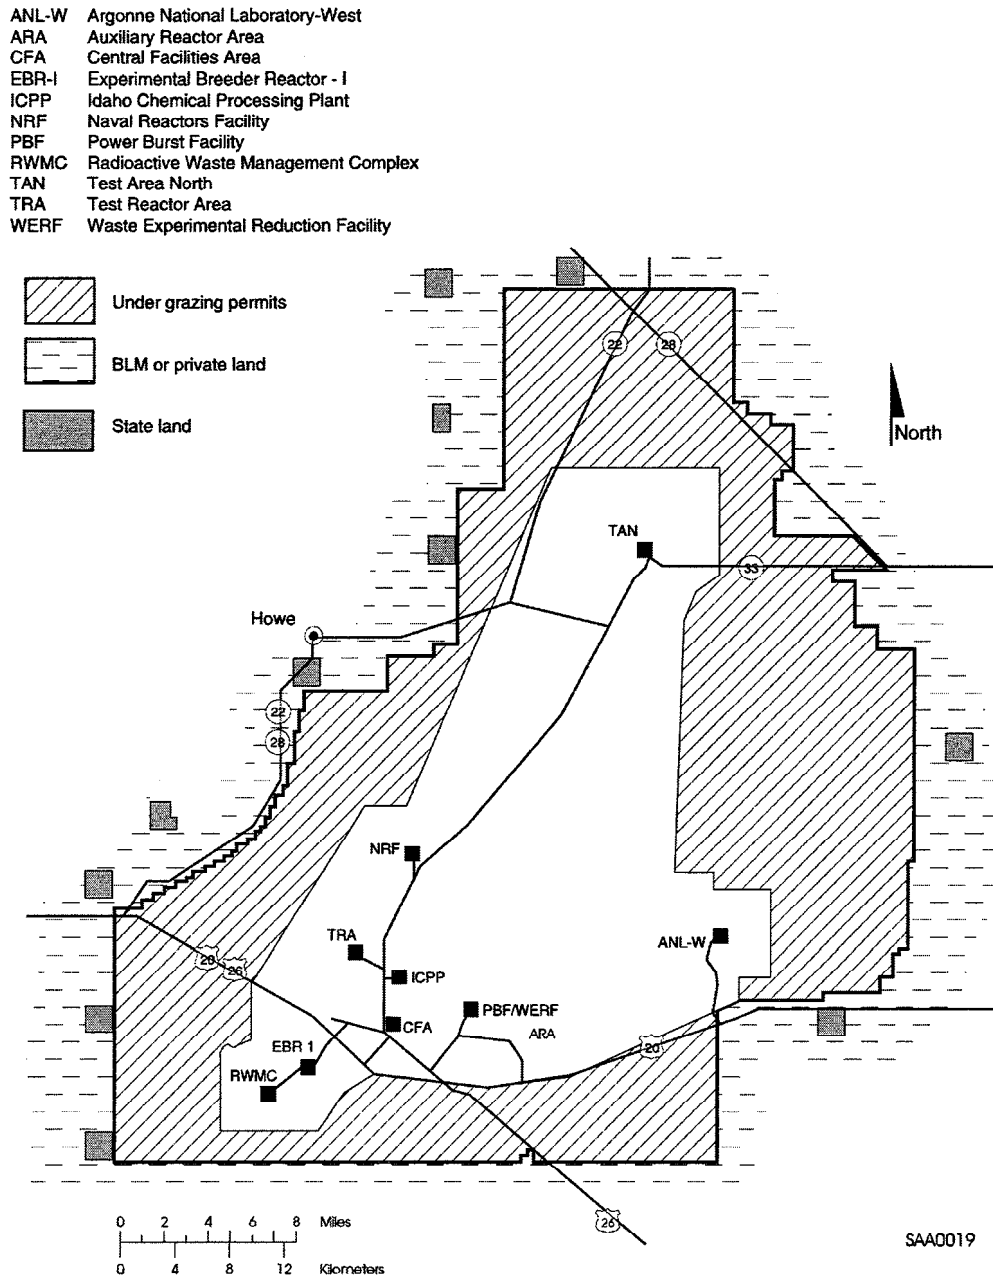 ANL-W Argonne National Laboratory-West
ARA Auxiliary Reactor Area
CFA Central Facilities Area
EBR-I Experimental Breeder Reactor - I
ICPP Idaho Chemical Processing Plant
NRF Naval Reactors Facility
PBF Power Burst Facility
RWMC Radioactive Waste Management Complex
TAN Test Area North
TRA Test Reactor Area
WERF Waste Experimental Reduction Facility
Under grazing permits
BLM or private land
State land
22 28
North
TAN
33
Howe
22
28
NRF
TRA
ANL-W
20 26
ICPP
PBF/WERF
CFA
ARA
EBR 1
20
RWMC
26
0 2 4 6 8 Miles
0 4 8 12 Kilometers
SAA0019